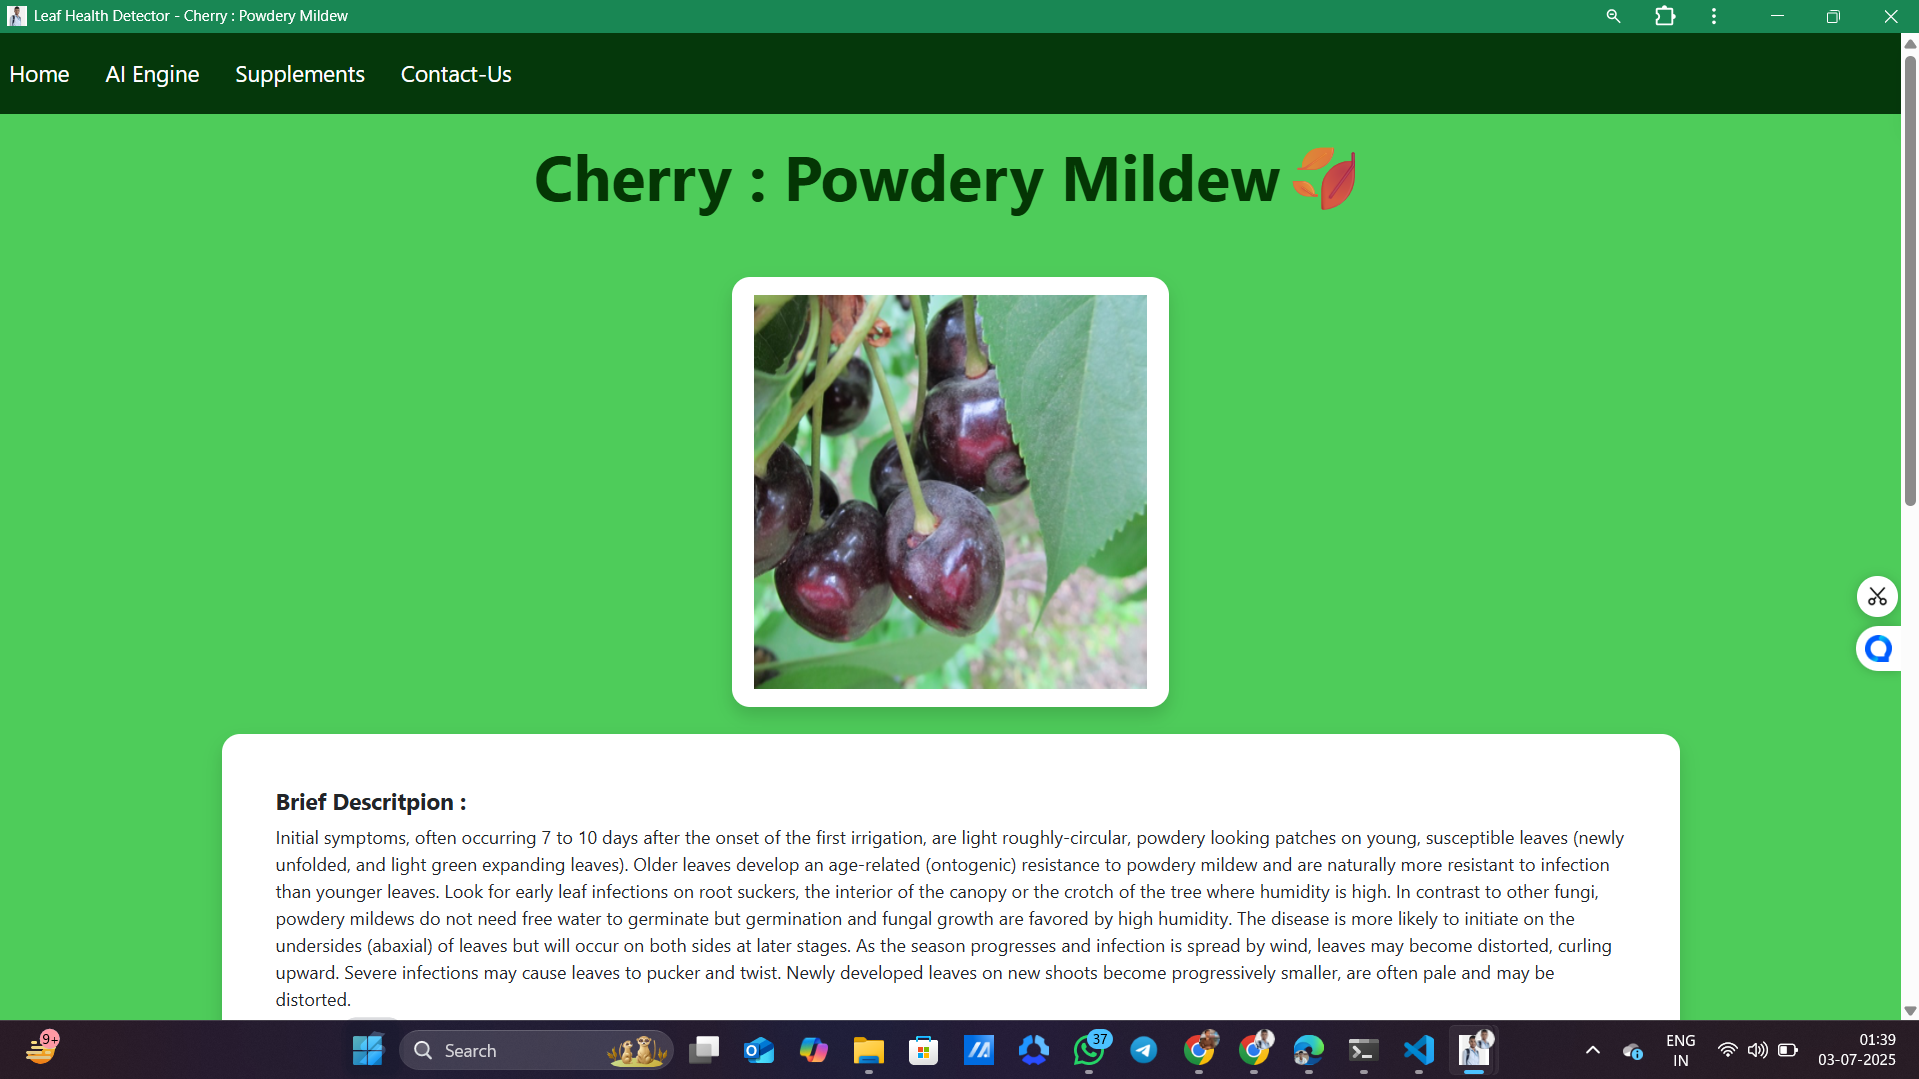 Leaf Health Detector - Cherry : Powdery Mildew
Home
AI Engine
Supplements
Contact-Us
Cherry : Powdery Mildew
Brief Descritpion :
Initial symptoms, often occurring 7 to 10 days after the onset of the first irrigation, are light roughly-circular, powdery looking patches on young, susceptible leaves (newly
unfolded, and light green expanding leaves). Older leaves develop an age-related (ontogenic) resistance to powdery mildew and are naturally more resistant to infection
than younger leaves. Look for early leaf infections on root suckers, the interior of the canopy or the crotch of the tree where humidity is high. In contrast to other fungi,
powdery mildews do not need free water to germinate but germination and fungal growth are favored by high humidity. The disease is more likely to initiate on the
undersides (abaxial) of leaves but will occur on both sides at later stages. As the season progresses and infection is spread by wind, leaves may become distorted, curling
upward. Severe infections may cause leaves to pucker and twist. Newly developed leaves on new shoots become progressively smaller, are often pale and may be
distorted.
9+
Search
37
ENG
IN
01:39
03-07-2025